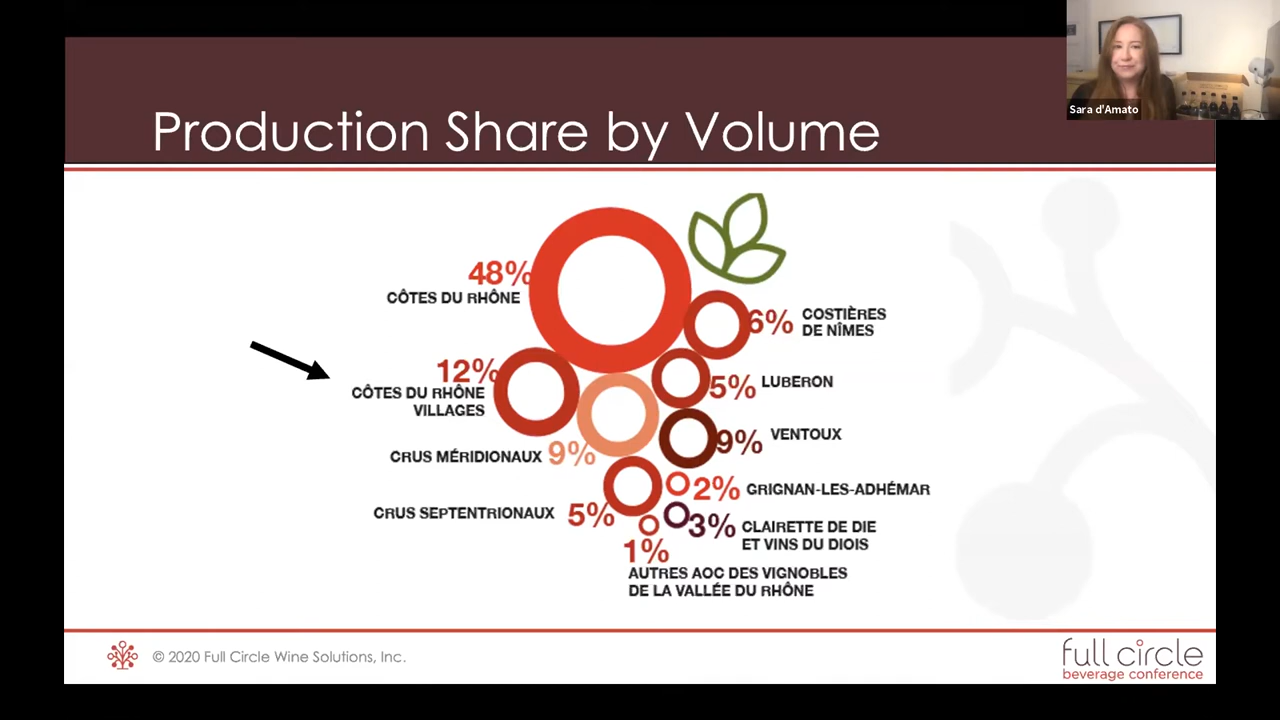 Sara d'Amato
Production Share by Volume
48%
CÔTES DU RHÔNE
6%
COSTIÈRES
DE NÎMES
12%
CÔTES DU RHÔNE
VILLAGES
5%
LUBERON
CRUS MÉRIDIONAUX
9%
9%
VENTOUX
CRUS SEPTENTRIONAUX
5%
2%
GRIGNAN-LES-ADHÉMAR
3%
CLAIRETTE DE DIE
ET VINS DU DIOIS
1%
AUTRES AOC DES VIGNOBLES
DE LA VALLÉE DU RHÔNE
© 2020 Full Circle Wine Solutions, Inc.
full circle
beverage conference